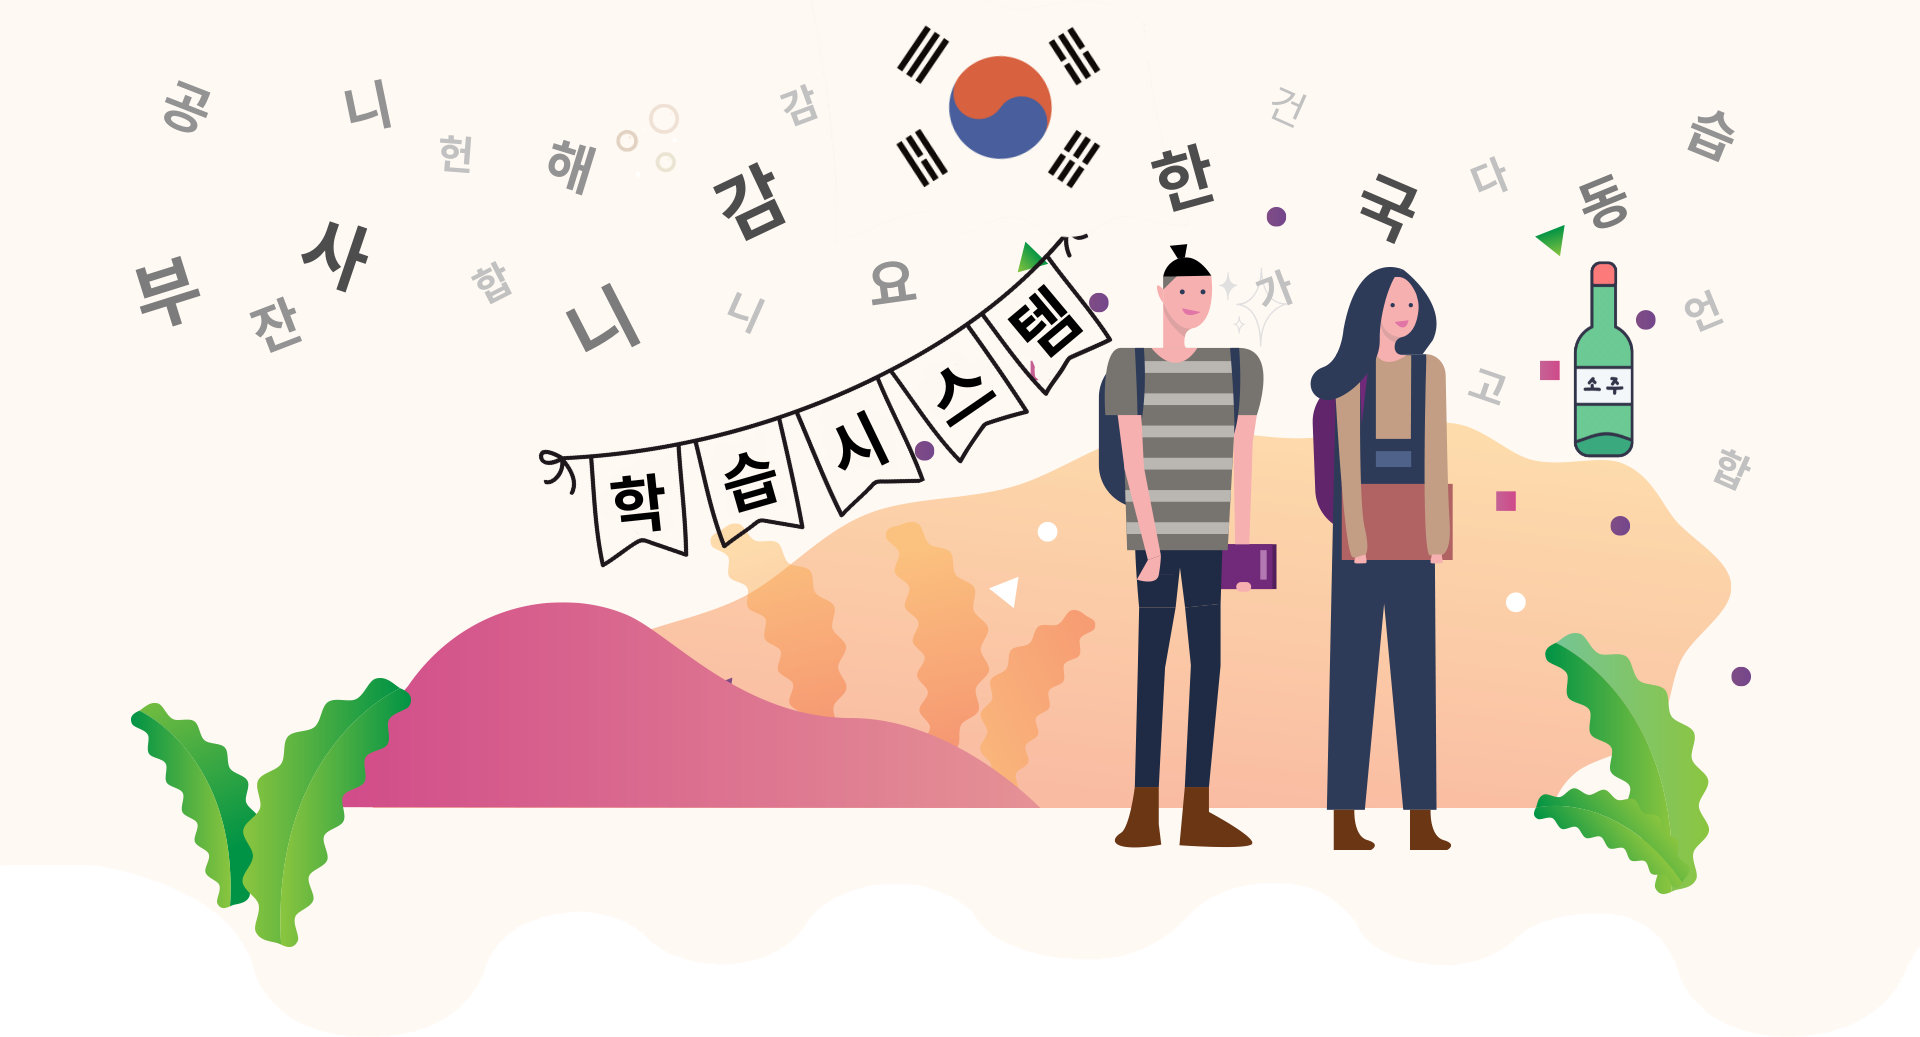 공
니
헌
해
감
감
한
건
국
다
동
습
부
사
잔
합
니
니
요
가
언
고
합
학습시스템
소주